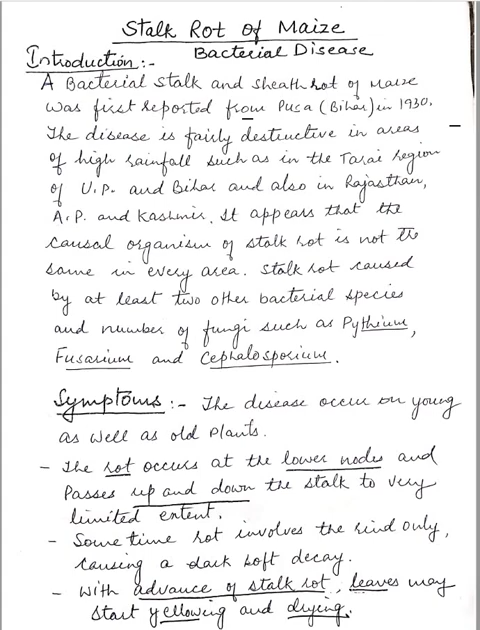 Stalk Rot of Maize
Bacterial Disease
Introduction:-
A Bacterial stalk and sheath rot of Maize
was first reported from Pusa (Bihar) in 1930.
The disease is fairly destructive in areas
of high rainfall such as in the Tarai region
of U.P. and Bihar and also in Rajasthan,
A.P. and Kashmir. It appears that the
causal organism of stalk rot is not the
same in every area. Stalk rot caused
by at least two other bacterial species
and number of fungi such as Pythium,
Fusarium and Cephalosporium.
Symptoms:- The disease occur on young
as well as old Plants.
- The rot occurs at the lower nodes and
Passes up and down the stalk to very
limited extent.
- Some time rot involves the rind only,
causing a dark soft decay.
- With advance of stalk rot, leaves may
start yellowing and drying.